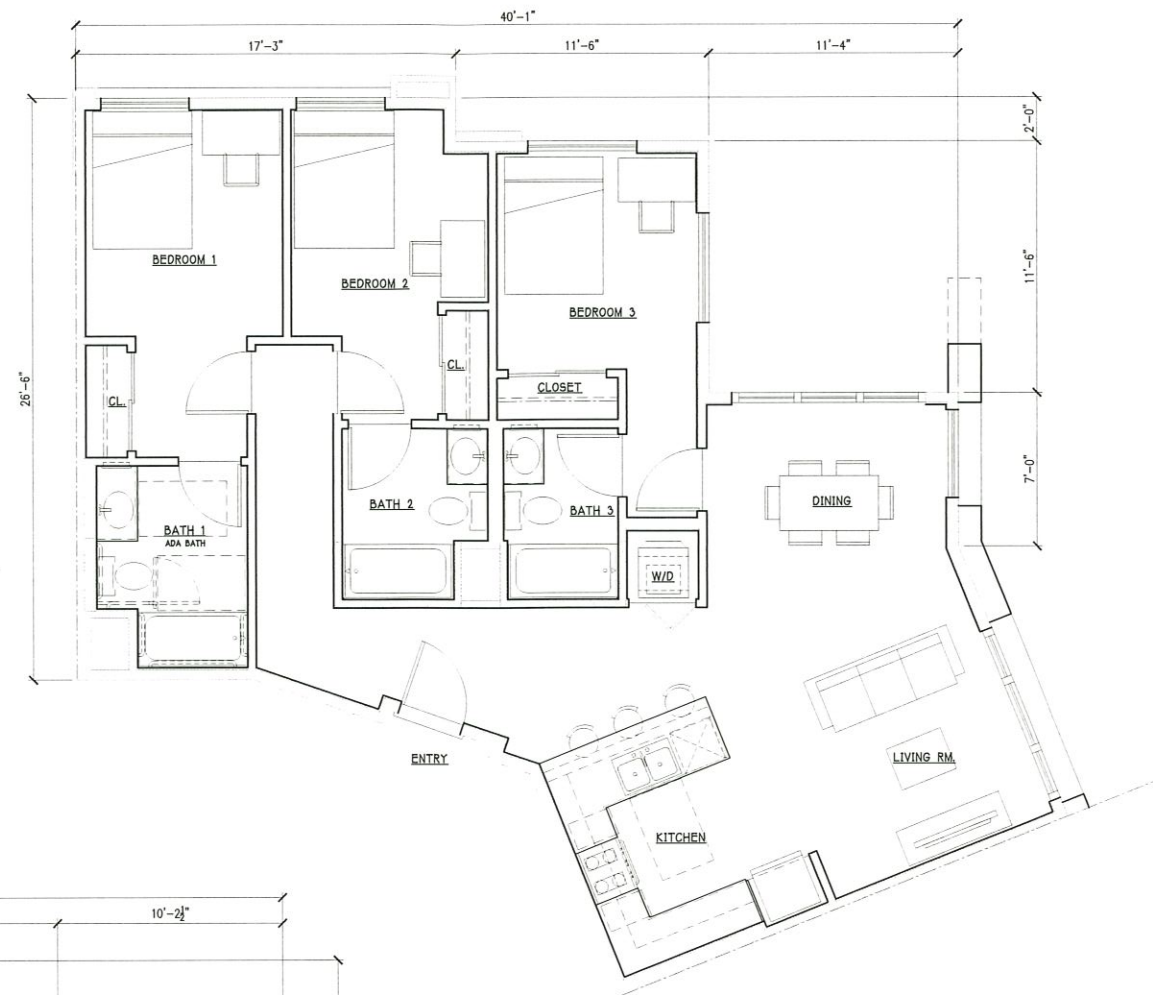 40'-1"
17'-3"
11'-6"
11'-4"
2'-0"
11'-6"
7'-0"
26'-6"
BEDROOM 1
BEDROOM 2
BEDROOM 3
CL.
CL.
CLOSET
BATH 1
ADA BATH
BATH 2
BATH 3
W/D
DINING
ENTRY
LIVING RM.
KITCHEN
10'-2½"